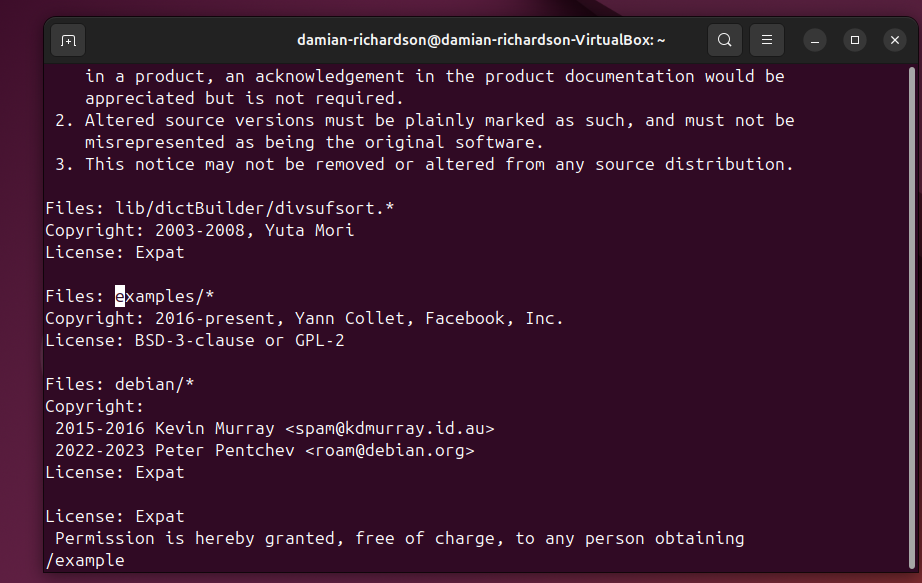 damian-richardson@damian-richardson-VirtualBox: ~
in a product, an acknowledgement in the product documentation would be
appreciated but is not required.
2. Altered source versions must be plainly marked as such, and must not be
misrepresented as being the original software.
3. This notice may not be removed or altered from any source distribution.
Files: lib/dictBuilder/divsufsort.*
Copyright: 2003-2008, Yuta Mori
License: Expat
Files: examples/*
Copyright: 2016-present, Yann Collet, Facebook, Inc.
License: BSD-3-clause or GPL-2
Files: debian/*
Copyright:
2015-2016 Kevin Murray <spam@kdmurray.id.au>
2022-2023 Peter Pentchev <roam@debian.org>
License: Expat
License: Expat
Permission is hereby granted, free of charge, to any person obtaining
/example